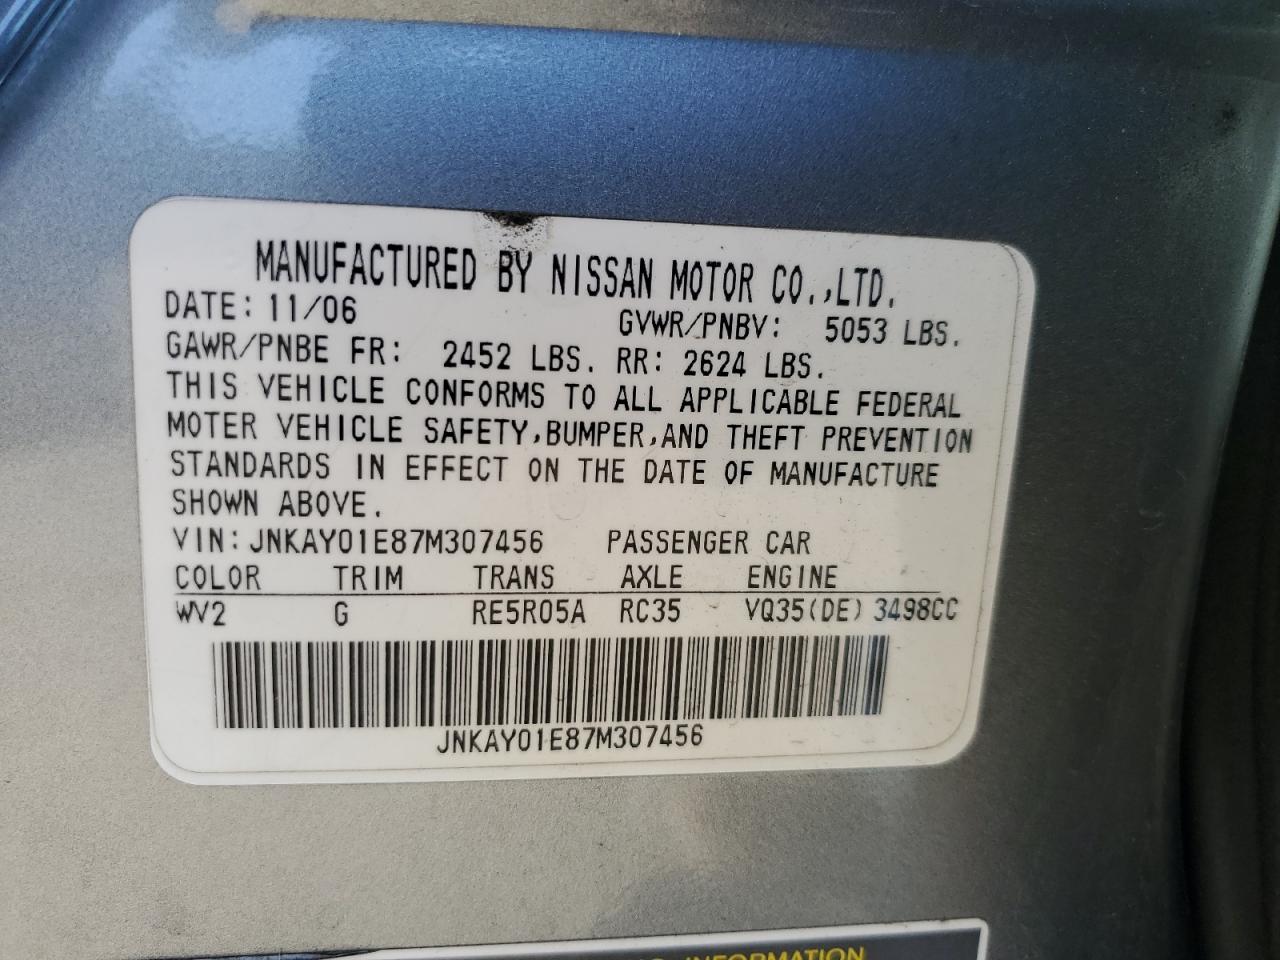 MANUFACTURED BY NISSAN MOTOR CO.,LTD.
DATE: 11/06 GVWR/PNBV: 5053 LBS.
GAWR/PNBE FR: 2452 LBS. RR: 2624 LBS.
THIS VEHICLE CONFORMS TO ALL APPLICABLE FEDERAL
MOTER VEHICLE SAFETY,BUMPER,AND THEFT PREVENTION
STANDARDS IN EFFECT ON THE DATE OF MANUFACTURE
SHOWN ABOVE.
VIN:JNKAY01E87M307456 PASSENGER CAR
COLOR TRIM TRANS AXLE ENGINE
WV2 G RE5R05A RC35 VQ35(DE) 3498CC
JNKAY01E87M307456
INFORMATION